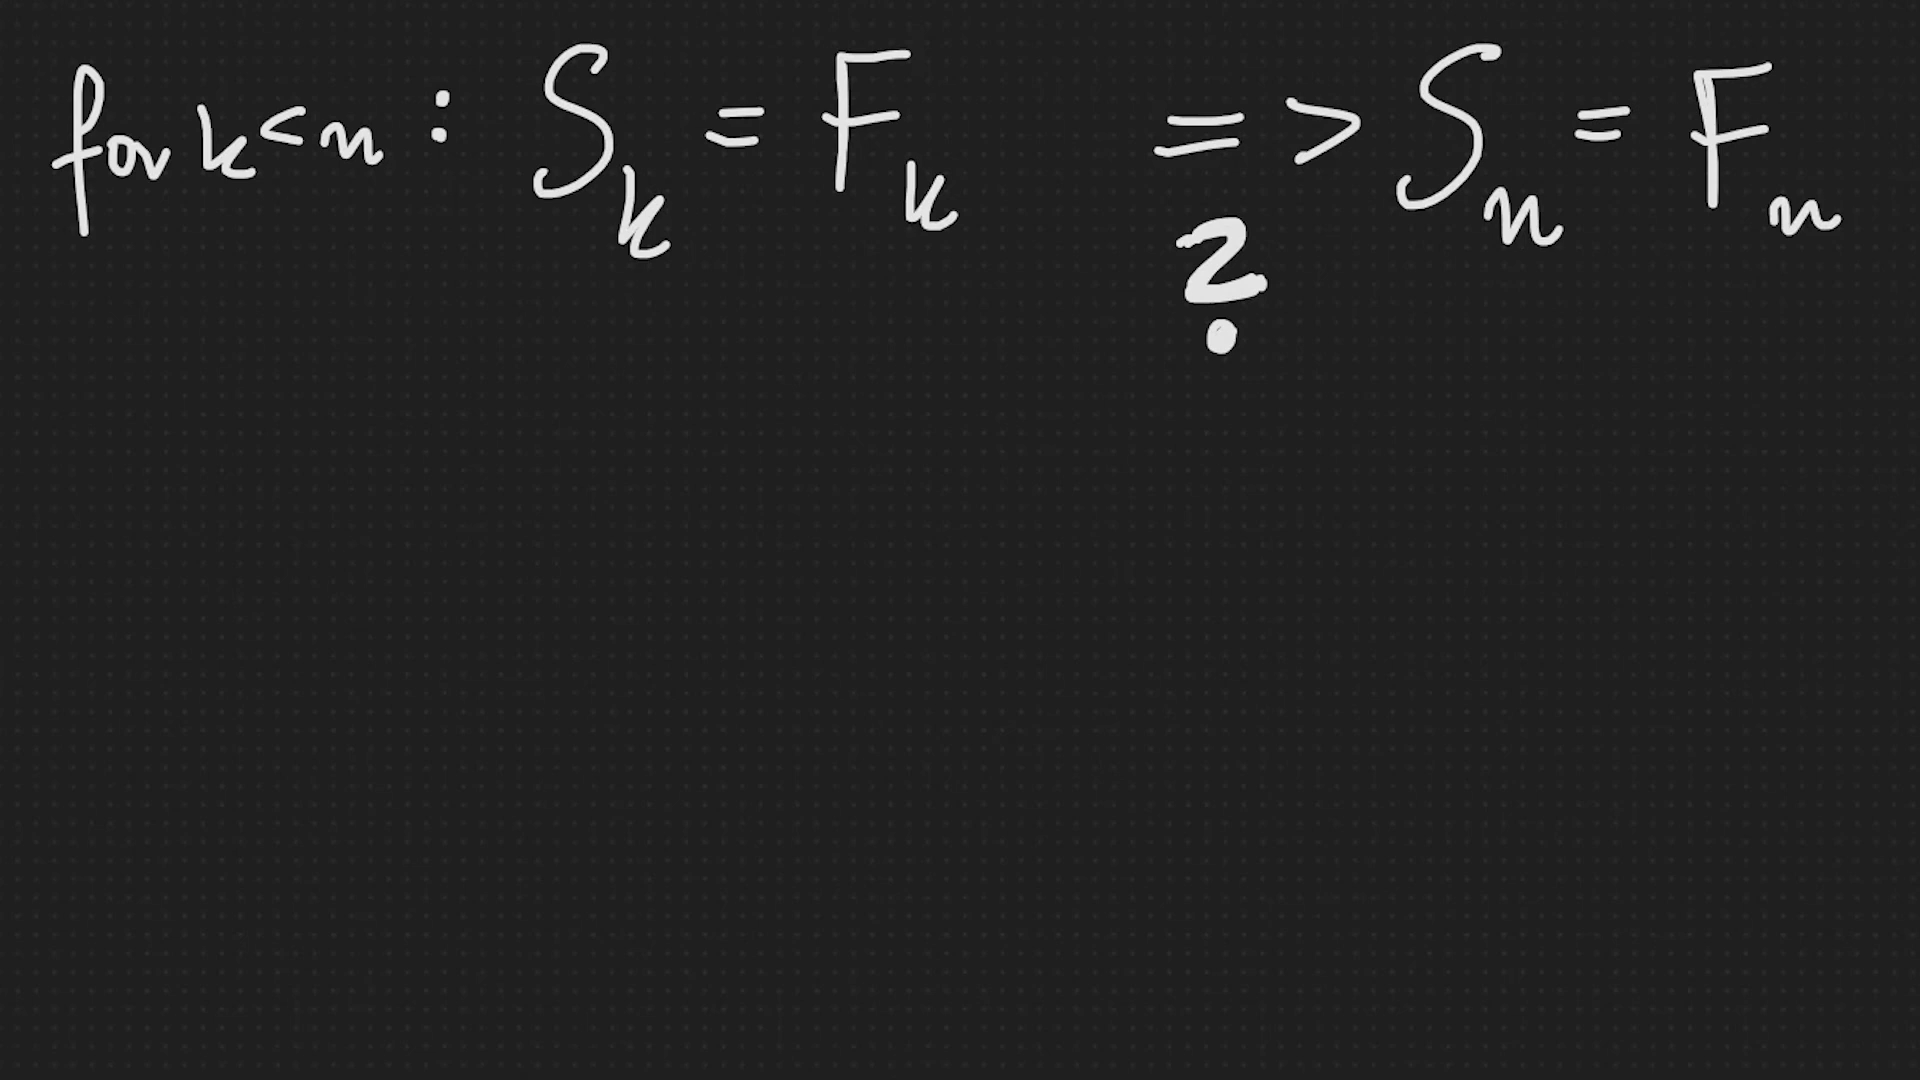 for k<n: S_k = F_k => S_n = F_n
?